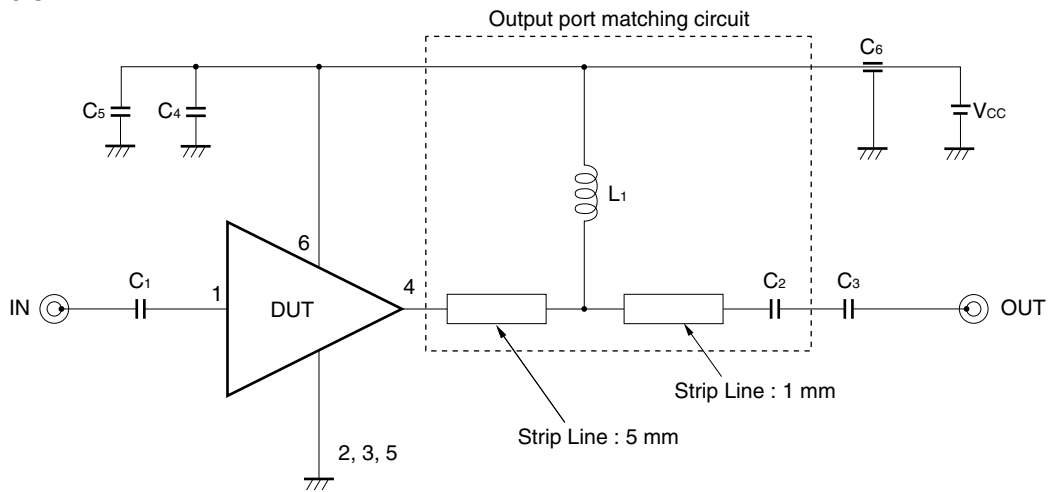 Output port matching circuit
C6
C5
C4
VCC
L1
6
IN
C1
1
DUT
4
C2
C3
OUT
Strip Line : 1 mm
Strip Line : 5 mm
2, 3, 5